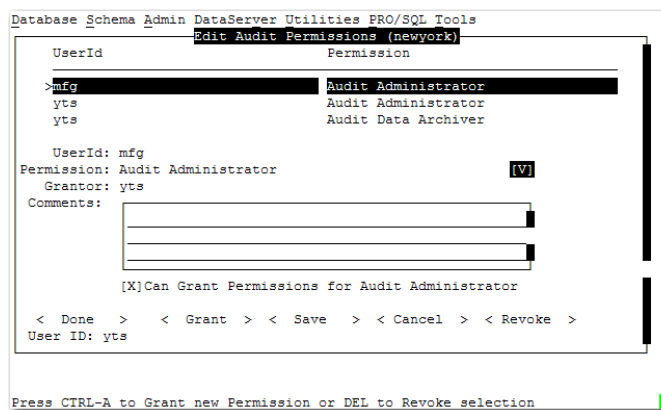 Database Schema Admin DataServer Utilities PRO/SQL Tools
Edit Audit Permissions (newyork)
UserId Permission
>mfg Audit Administrator
yts Audit Administrator
yts Audit Data Archiver
UserId: mfg
Permission: Audit Administrator [V]
Grantor: yts
Comments:
[X]Can Grant Permissions for Audit Administrator
< Done > < Grant > < Save > < Cancel > < Revoke >
User ID: yts
Press CTRL-A to Grant new Permission or DEL to Revoke selection